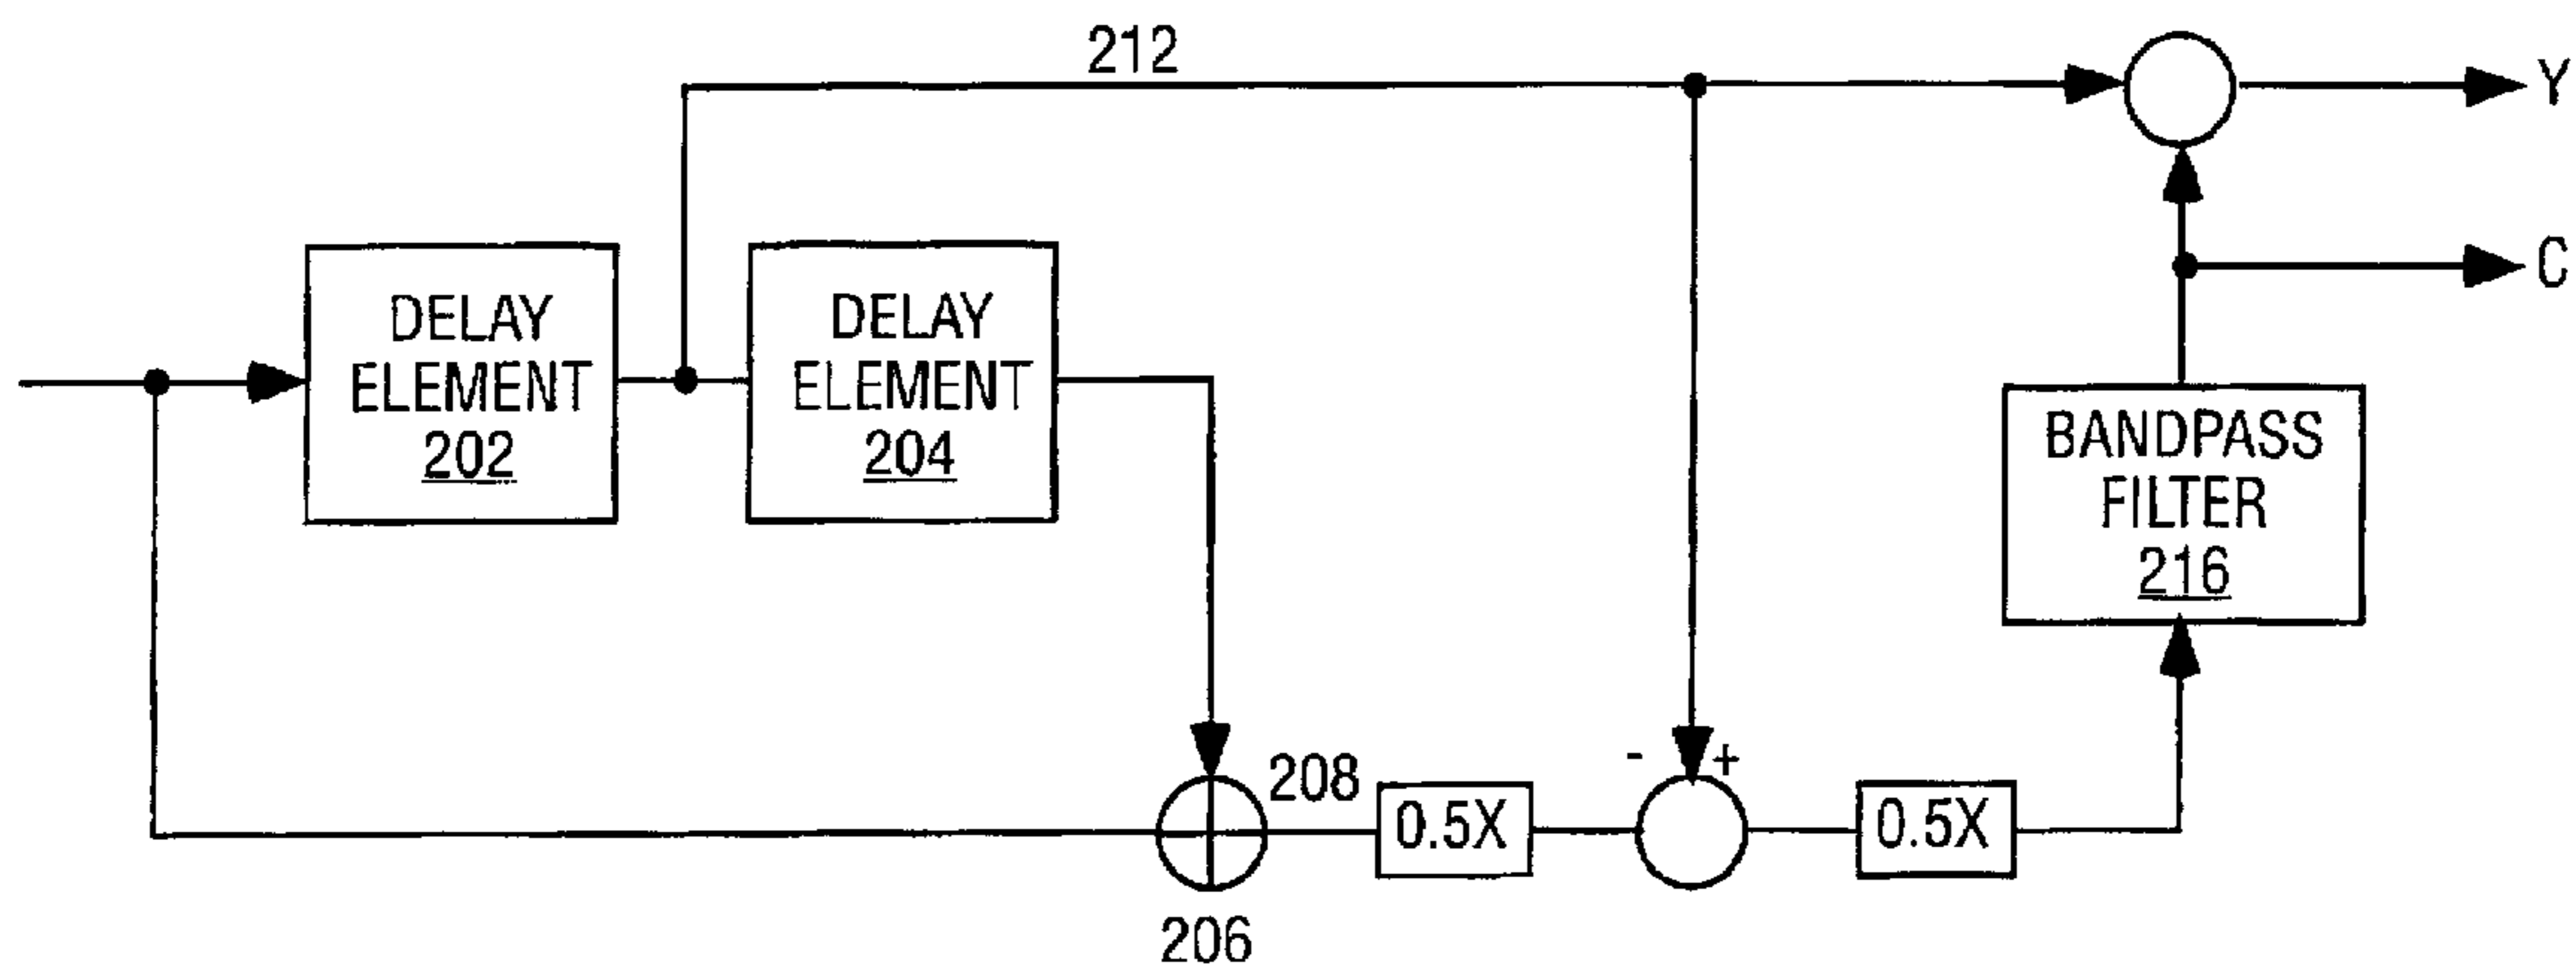 212
Y
C
DELAY
ELEMENT
202
DELAY
ELEMENT
204
BANDPASS
FILTER
216
208
- +
0.5X
0.5X
206